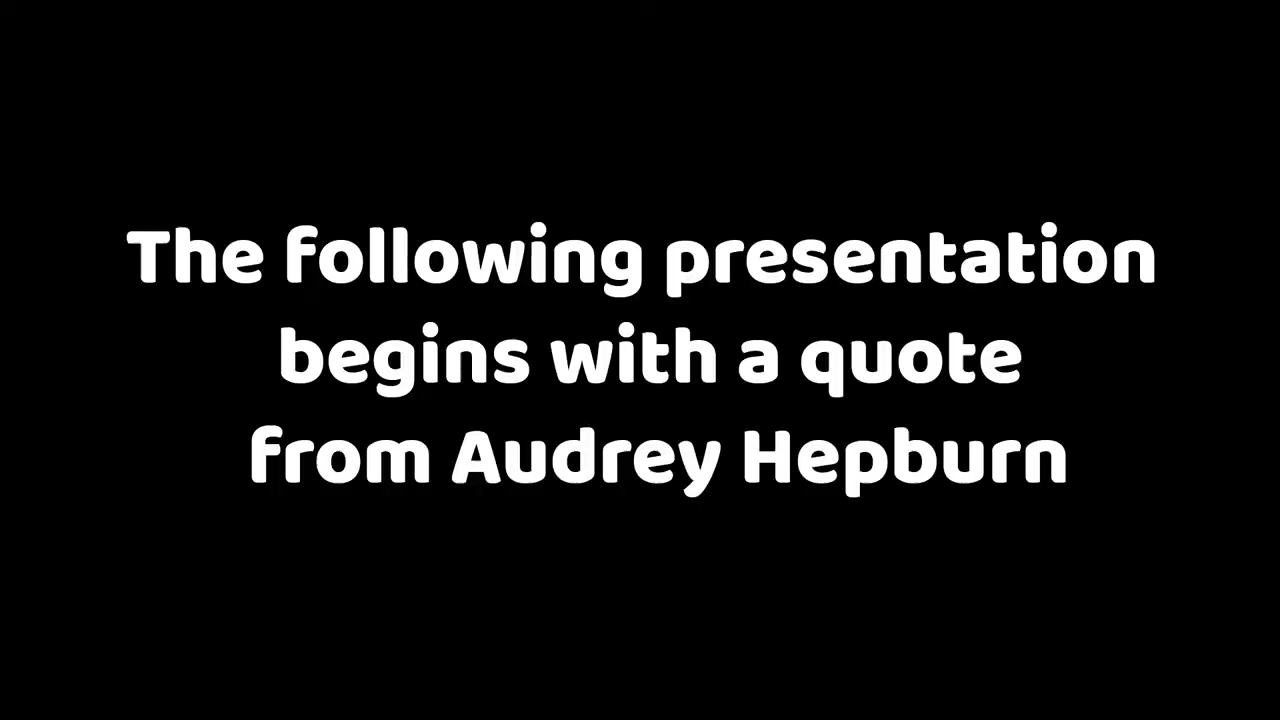 The following presentation
begins with a quote
from Audrey Hepburn